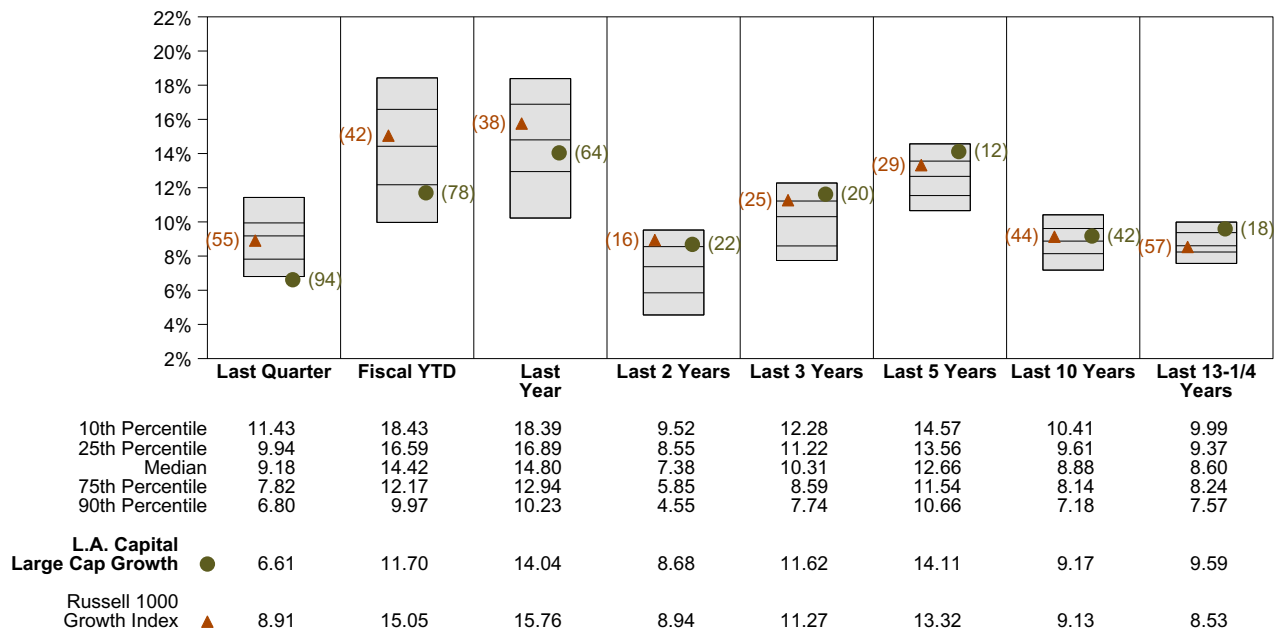 22%
20%
18%
16%
14%
12%
10%
8%
6%
4%
2%
(55) (94)
(42) (78)
(38) (64)
(16) (22)
(25) (20)
(29) (12)
(44) (42)
(57) (18)
Last Quarter Fiscal YTD Last Year Last 2 Years Last 3 Years Last 5 Years Last 10 Years Last 13-1/4 Years
10th Percentile 11.43 18.43 18.39 9.52 12.28 14.57 10.41 9.99
25th Percentile 9.94 16.59 16.89 8.55 11.22 13.56 9.61 9.37
Median 9.18 14.42 14.80 7.38 10.31 12.66 8.88 8.60
75th Percentile 7.82 12.17 12.94 5.85 8.59 11.54 8.14 8.24
90th Percentile 6.80 9.97 10.23 4.55 7.74 10.66 7.18 7.57
L.A. Capital
Large Cap Growth 6.61 11.70 14.04 8.68 11.62 14.11 9.17 9.59
Russell 1000
Growth Index 8.91 15.05 15.76 8.94 11.27 13.32 9.13 8.53